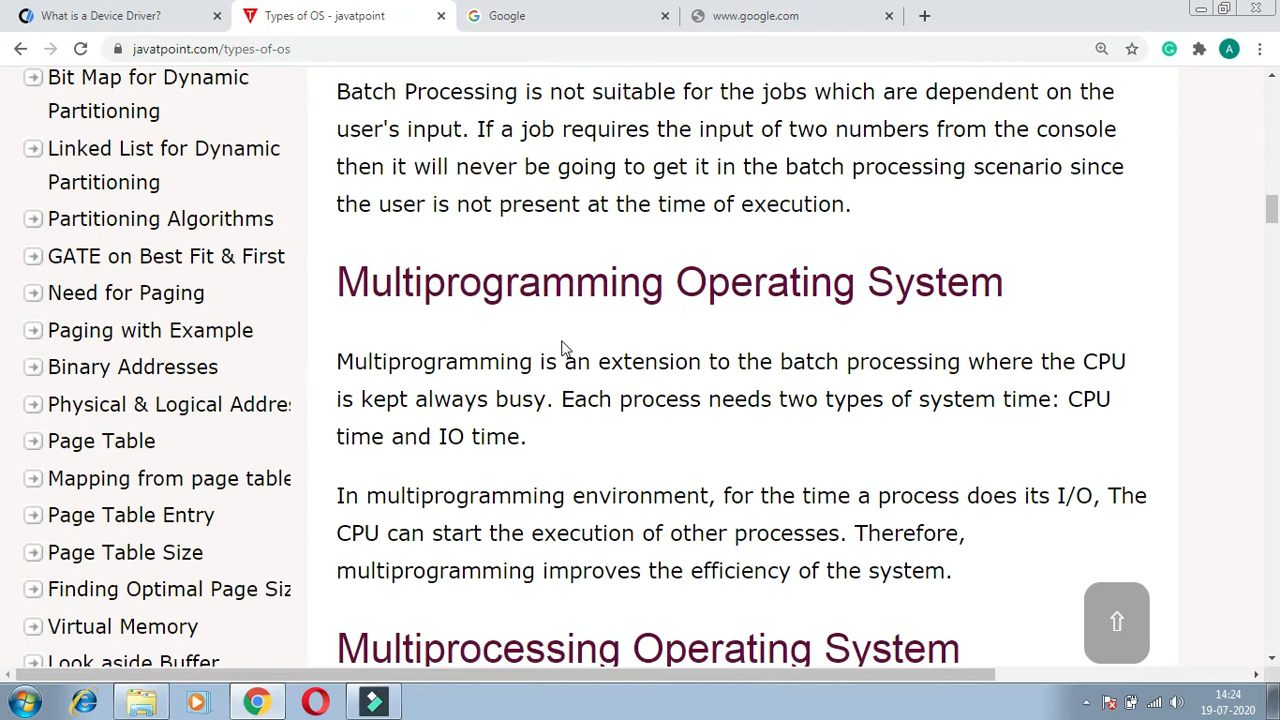 What is a Device Driver?
Types of OS - javatpoint
Google
www.google.com
javatpoint.com/types-of-os
A
Bit Map for Dynamic
Partitioning
Linked List for Dynamic
Partitioning
Partitioning Algorithms
GATE on Best Fit & First
Need for Paging
Paging with Example
Binary Addresses
Physical & Logical Addres
Page Table
Mapping from page table
Page Table Entry
Page Table Size
Finding Optimal Page Siz
Virtual Memory
Look aside Buffer
Batch Processing is not suitable for the jobs which are dependent on the
user's input. If a job requires the input of two numbers from the console
then it will never be going to get it in the batch processing scenario since
the user is not present at the time of execution.
Multiprogramming Operating System
Multiprogramming is an extension to the batch processing where the CPU
is kept always busy. Each process needs two types of system time: CPU
time and IO time.
In multiprogramming environment, for the time a process does its I/O, The
CPU can start the execution of other processes. Therefore,
multiprogramming improves the efficiency of the system.
Multiprocessing Operating System
14:24
19-07-2020